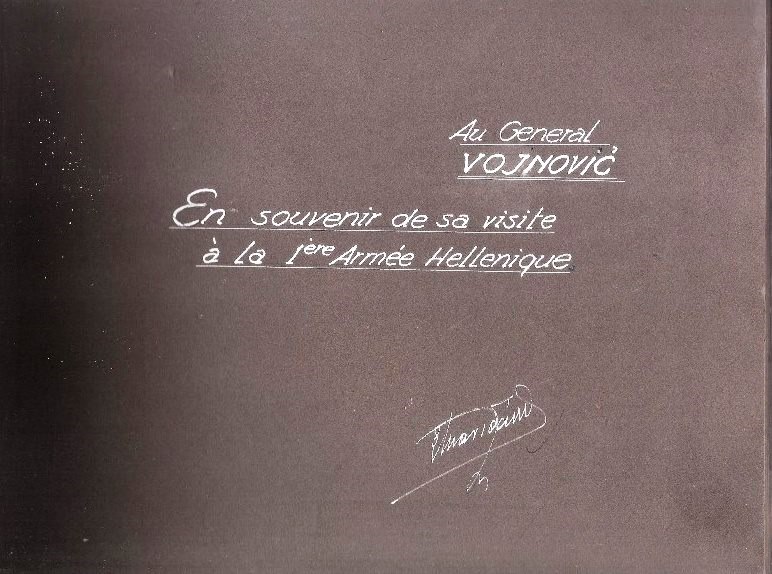 Au General
VOJNOVIĆ
En souvenir de sa visite
à la 1ère Armée Hellenique